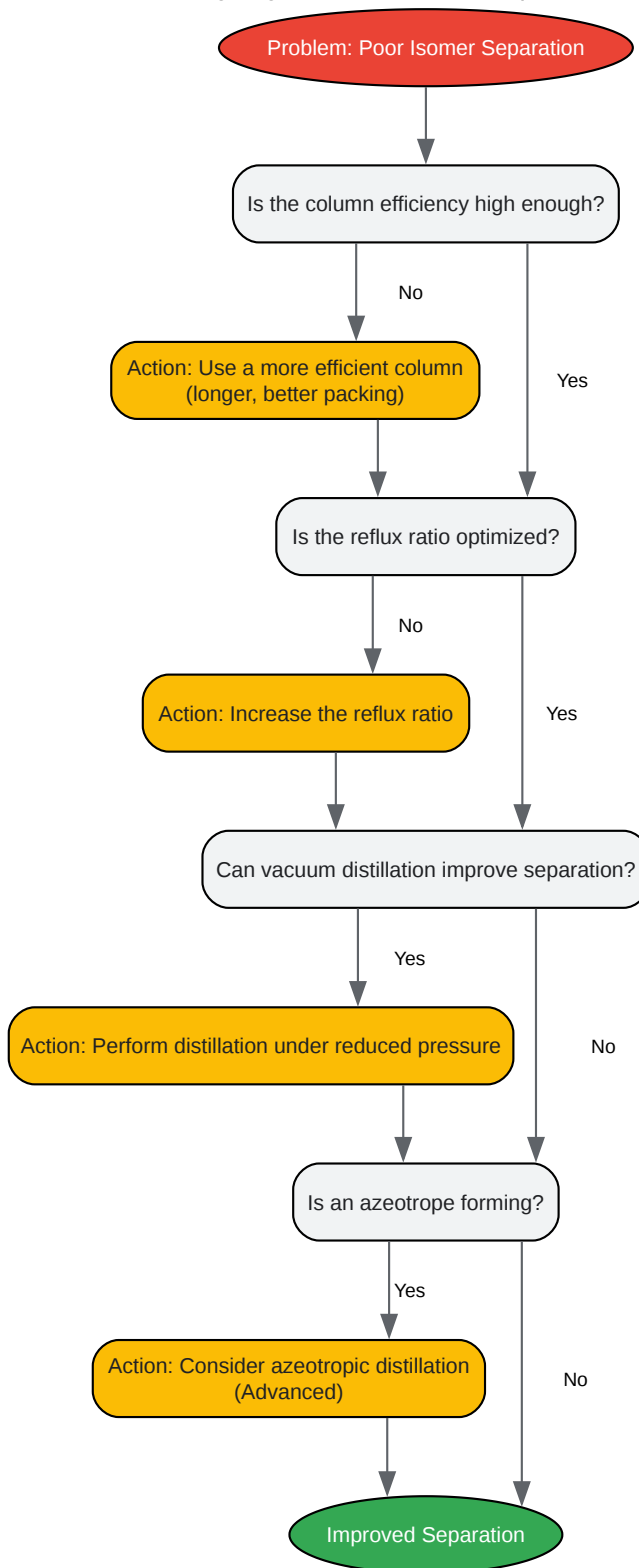 Problem: Poor Isomer Separation
Is the column efficiency high enough?
No
Action: Use a more efficient column
(longer, better packing)
Yes
Is the reflux ratio optimized?
No
Action: Increase the reflux ratio
Yes
Can vacuum distillation improve separation?
Yes
Action: Perform distillation under reduced pressure
No
Is an azeotrope forming?
Yes
Action: Consider azeotropic distillation
(Advanced)
No
Improved Separation